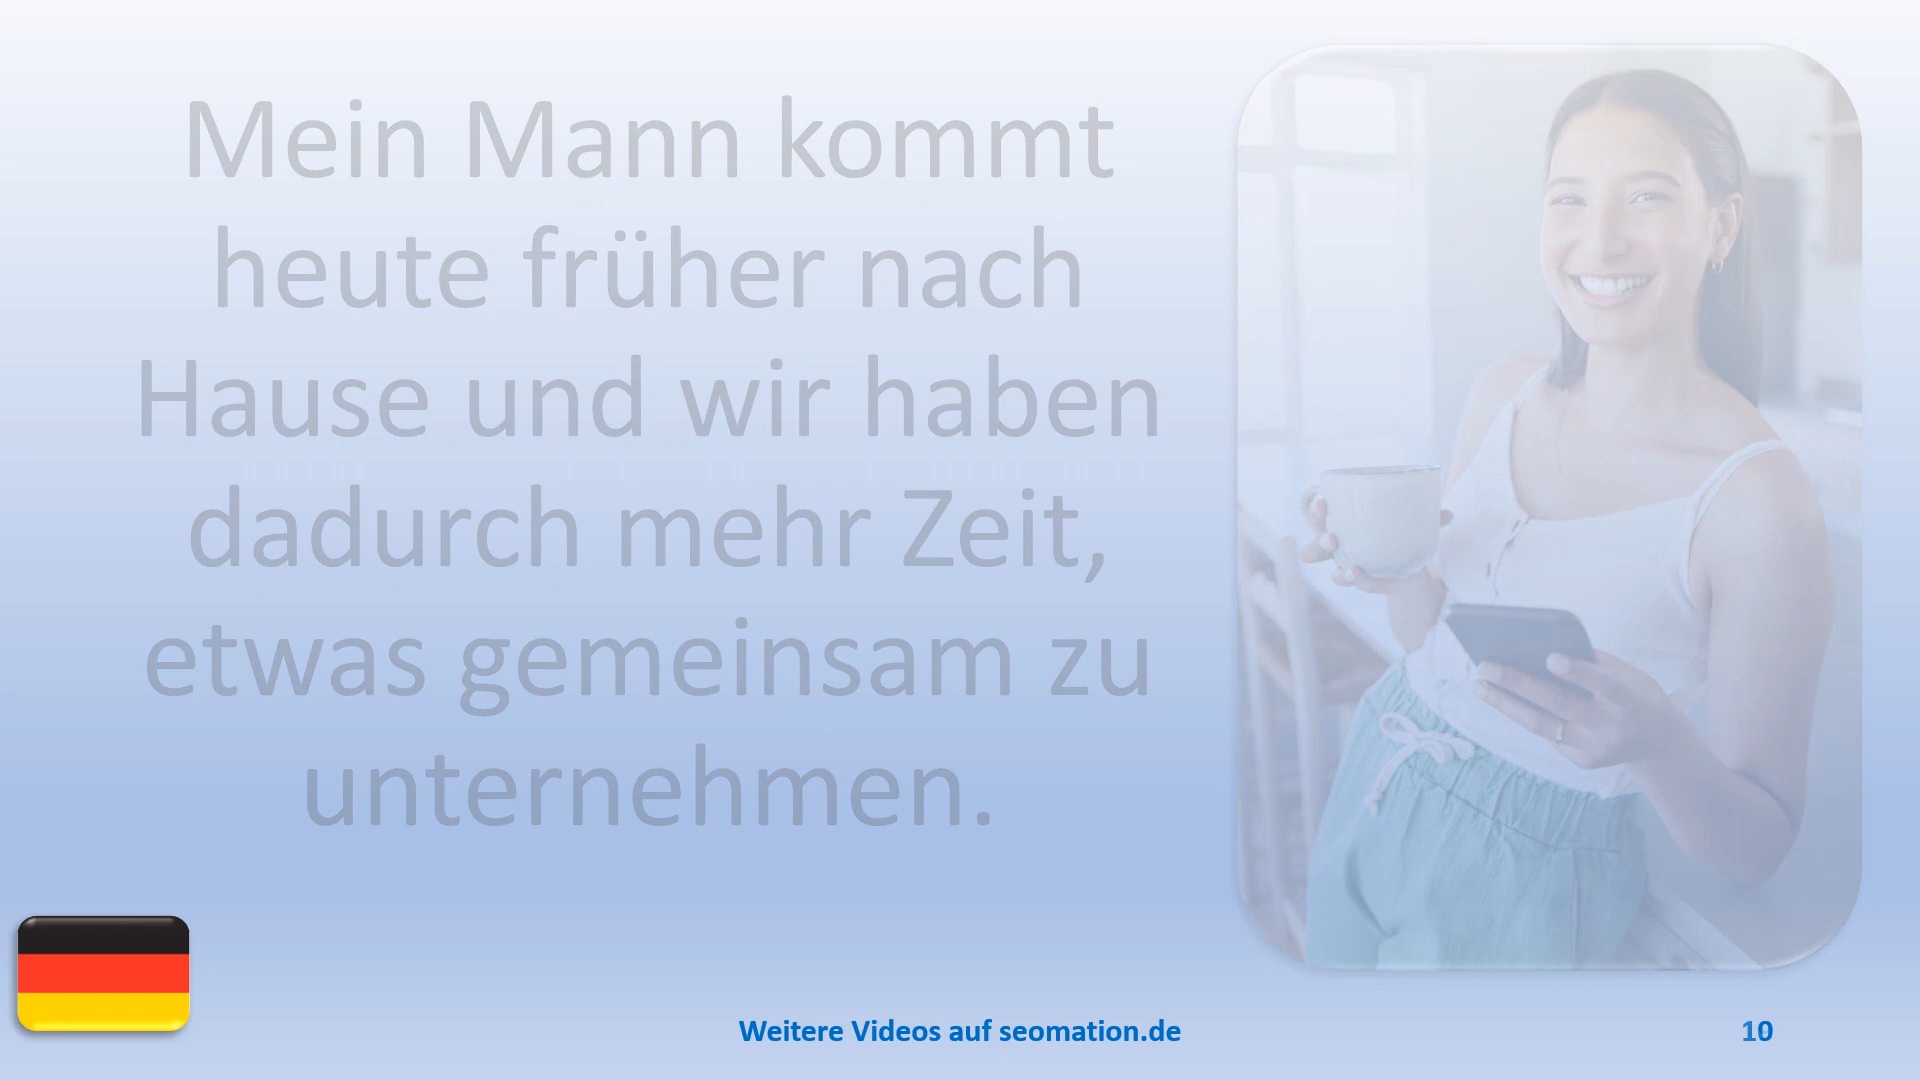 Mein Mann kommt
heute früher nach
Hause und wir haben
dadurch mehr Zeit,
etwas gemeinsam zu
unternehmen.
Weitere Videos auf seomation.de
10